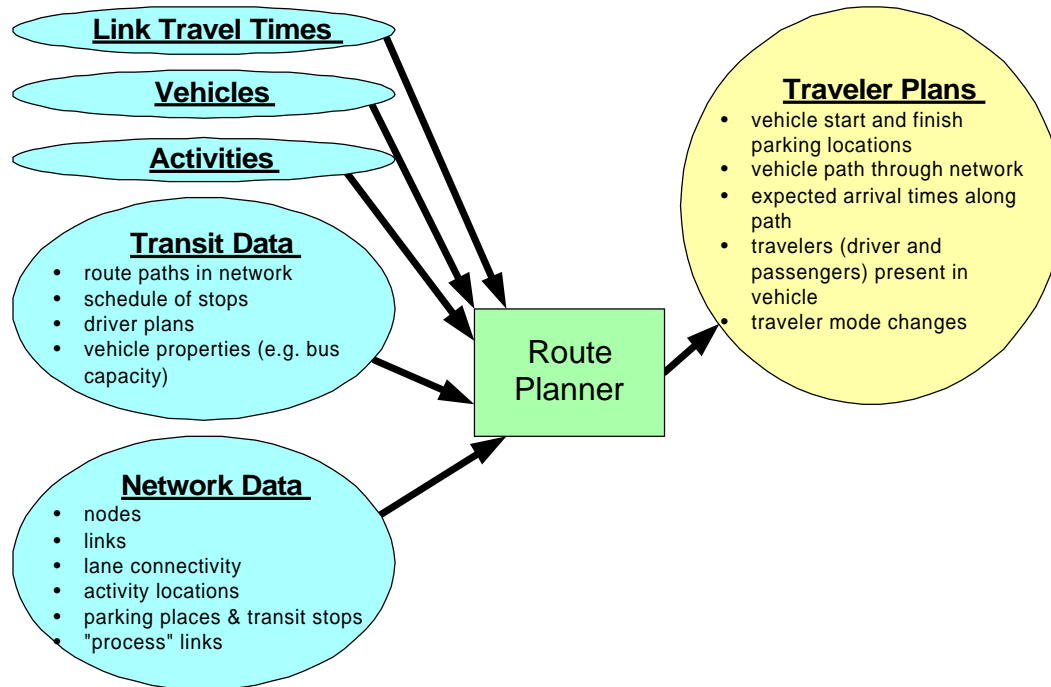 Link Travel Times
Vehicles
Activities
Transit Data
• route paths in network
• schedule of stops
• driver plans
• vehicle properties (e.g. bus
capacity)
Network Data
• nodes
• links
• lane connectivity
• activity locations
• parking places & transit stops
• "process" links
Route
Planner
Traveler Plans
• vehicle start and finish
parking locations
• vehicle path through network
• expected arrival times along
path
• travelers (driver and
passengers) present in
vehicle
• traveler mode changes